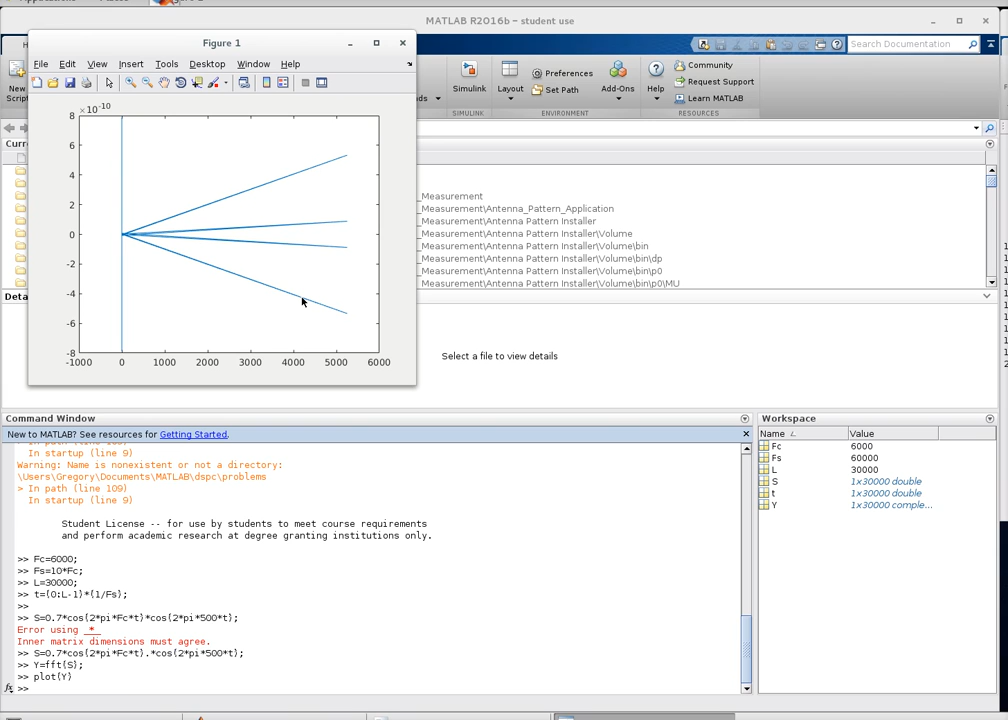 MATLAB R2016b - student use
Figure 1
File Edit View Insert Tools Desktop Window Help
New
Script
Simulink
Layout
Preferences
Set Path
Add-Ons
Help
Community
Request Support
Learn MATLAB
SIMULINK
ENVIRONMENT
RESOURCES
Search Documentation
×10^-10
8
6
4
2
0
-2
-4
-6
-8
-1000 0 1000 2000 3000 4000 5000 6000
_Measurement
_Measurement\Antenna_Pattern_Application
_Measurement\Antenna Pattern Installer
_Measurement\Antenna Pattern Installer\Volume
_Measurement\Antenna Pattern Installer\Volume\bin
_Measurement\Antenna Pattern Installer\Volume\bin\dp
_Measurement\Antenna Pattern Installer\Volume\bin\p0
_Measurement\Antenna Pattern Installer\Volume\bin\p0\MU
Select a file to view details
Command Window
New to MATLAB? See resources for Getting Started.
In startup (line 9)
Warning: Name is nonexistent or not a directory:
\Users\Gregory\Documents\MATLAB\dspc\problems
> In path (line 109)
In startup (line 9)
Student License -- for use by students to meet course requirements
and perform academic research at degree granting institutions only.
>> Fc=6000;
>> Fs=10*Fc;
>> L=30000;
>> t=(0:L-1)*(1/Fs);
>>
>> S=0.7*cos(2*pi*Fc*t)*cos(2*pi*500*t);
Error using *
Inner matrix dimensions must agree.
>> S=0.7*cos(2*pi*Fc*t).*cos(2*pi*500*t);
>> Y=fft(S);
>> plot(Y)
fx >>
Workspace
Name Value
Fc 6000
Fs 60000
L 30000
S 1×30000 double
t 1×30000 double
Y 1×30000 comple...